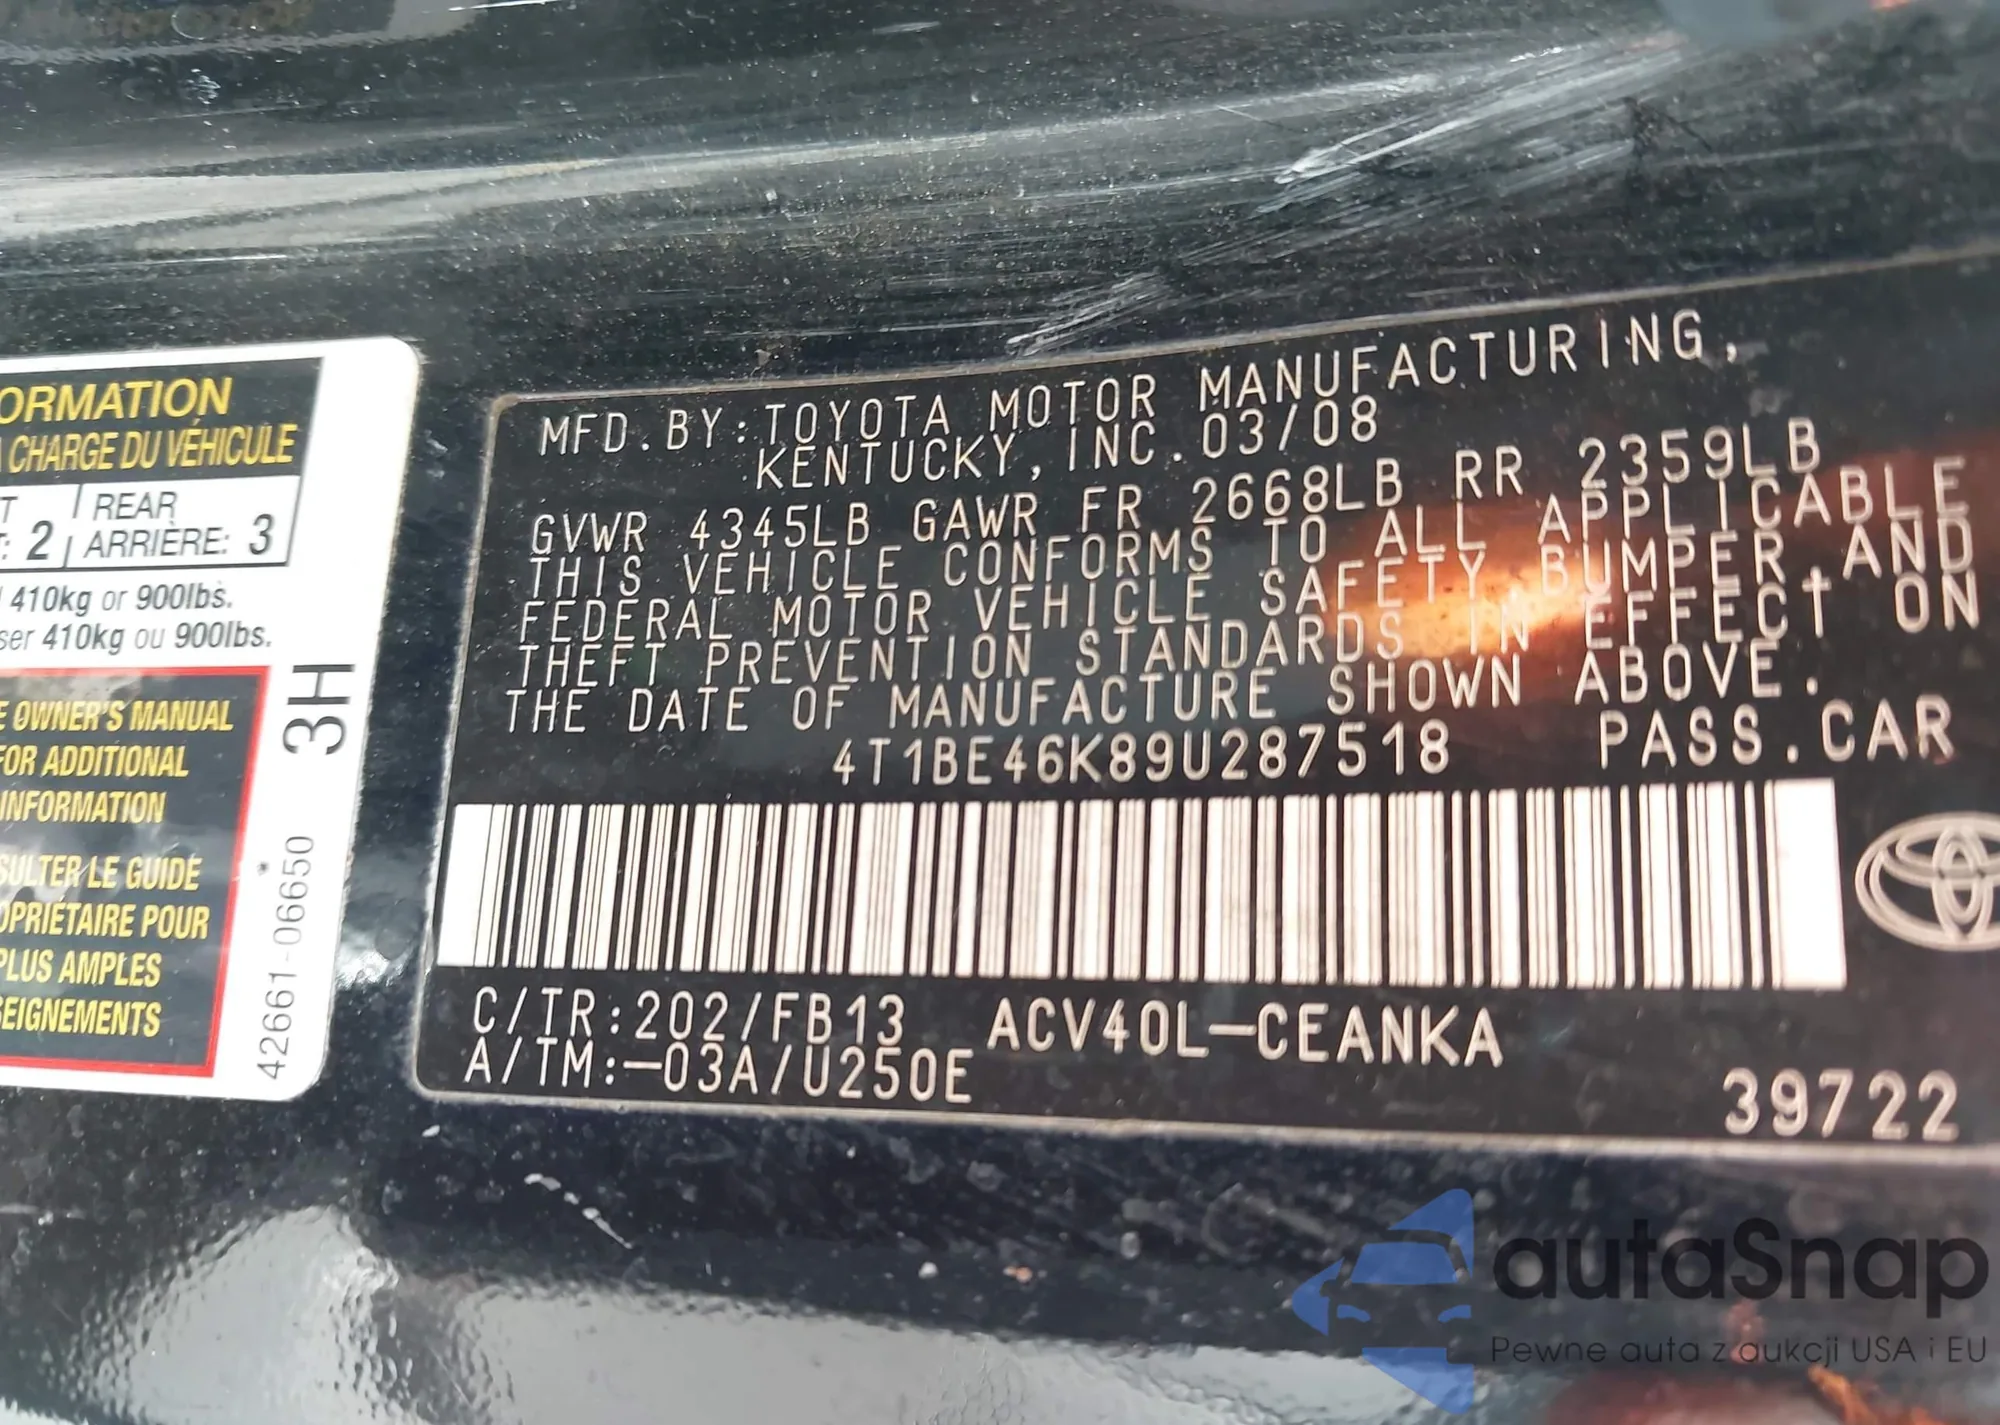 ORMATION
A CHARGE DU VÉHICULE
REAR
2 ARRIÈRE: 3
410kg or 900lbs.
ser 410kg ou 900lbs.
E OWNER'S MANUAL
FOR ADDITIONAL
INFORMATION
SULTER LE GUIDE
OPRIÉTAIRE POUR
PLUS AMPLES
SEIGNEMENTS
3H
42661-06650
MFD.BY:TOYOTA MOTOR MANUFACTURING,
KENTUCKY,INC.03/08
GVWR 4345LB GAWR FR 2668LB RR 2359LB
THIS VEHICLE CONFORMS TO ALL APPLICABLE
FEDERAL MOTOR VEHICLE SAFETY,BUMPER,AND
THEFT PREVENTION STANDARDS IN EFFECT ON
THE DATE OF MANUFACTURE SHOWN ABOVE.
4T1BE46K89U287518 PASS.CAR
C/TR:202/FB13 ACV40L-CEANKA
A/TM:-03A/U250E
39722
autaSnap
Pewne auta z aukcji USA i EU